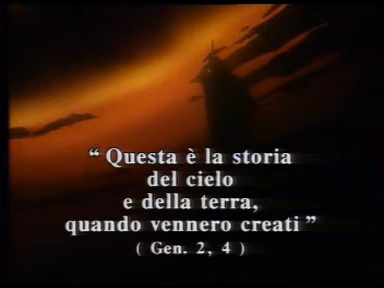 “ Questa è la storia
del cielo
e della terra,
quando vennero creati ”
( Gen. 2, 4 )